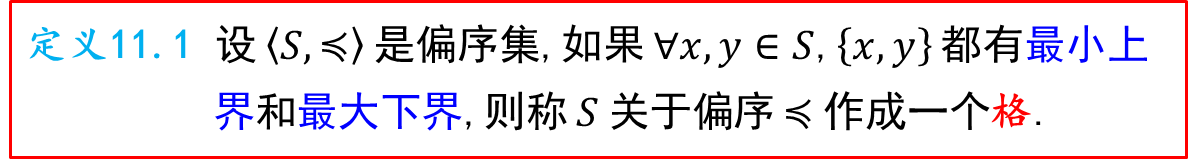 定义11.1 设 ⟨S,≼⟩ 是偏序集, 如果 ∀x,y ∈ S, {x,y} 都有最小上
界和最大下界, 则称 S 关于偏序 ≼ 作成一个格.